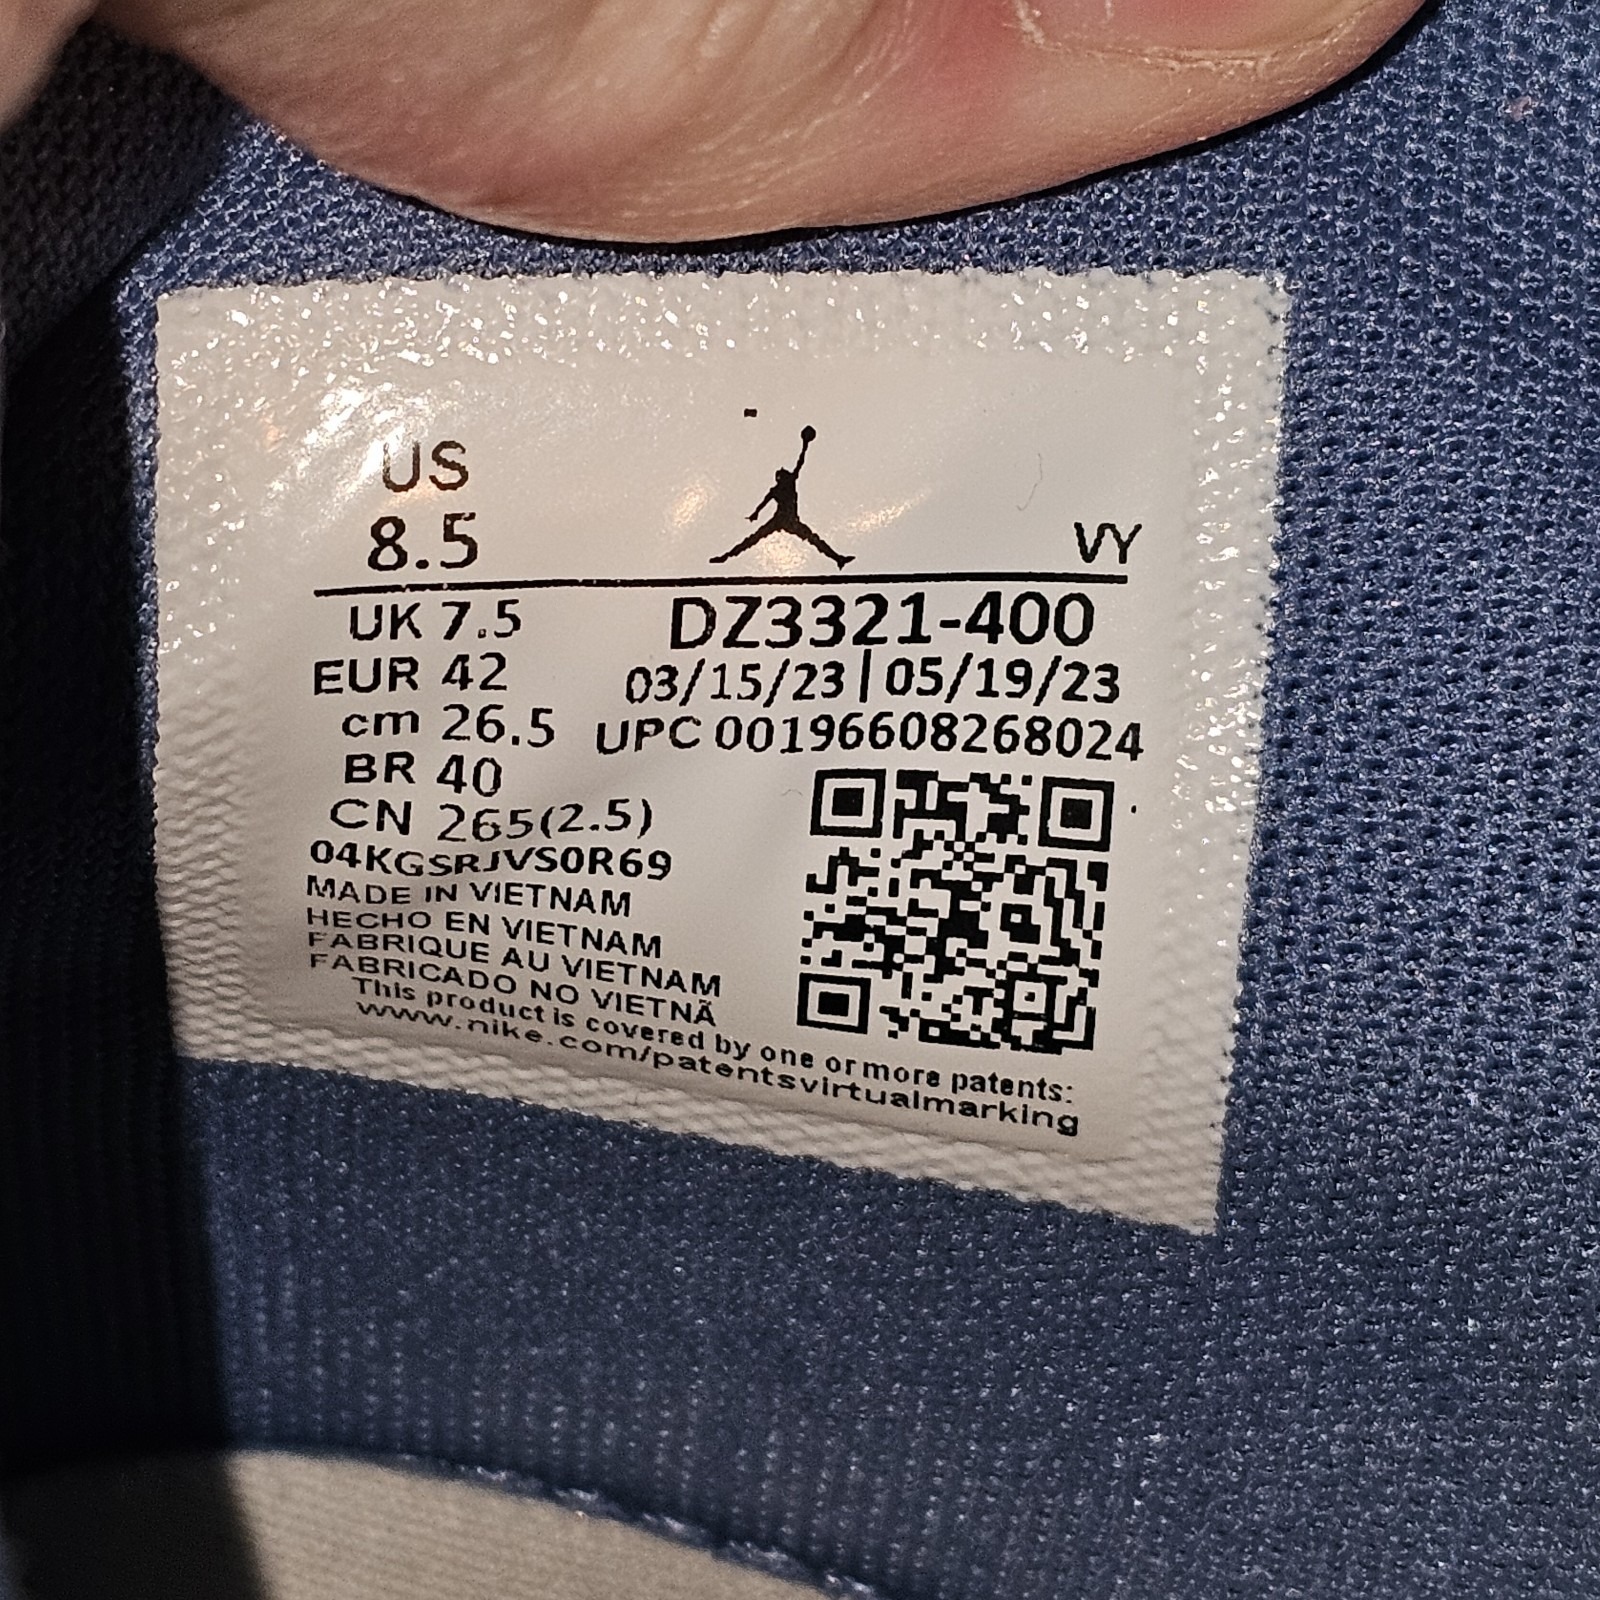 US
8.5
VY
UK 7.5
DZ3321-400
EUR 42
03/15/23 | 05/19/23
cm 26.5
UPC 00196608268024
BR 40
CN 265(2.5)
04KGSRJVS0R69
MADE IN VIETNAM
HECHO EN VIETNAM
FABRIQUE AU VIETNAM
FABRICADO NO VIETNÃ
This product is covered by one or more patents:
www.nike.com/patentsvirtualmarking